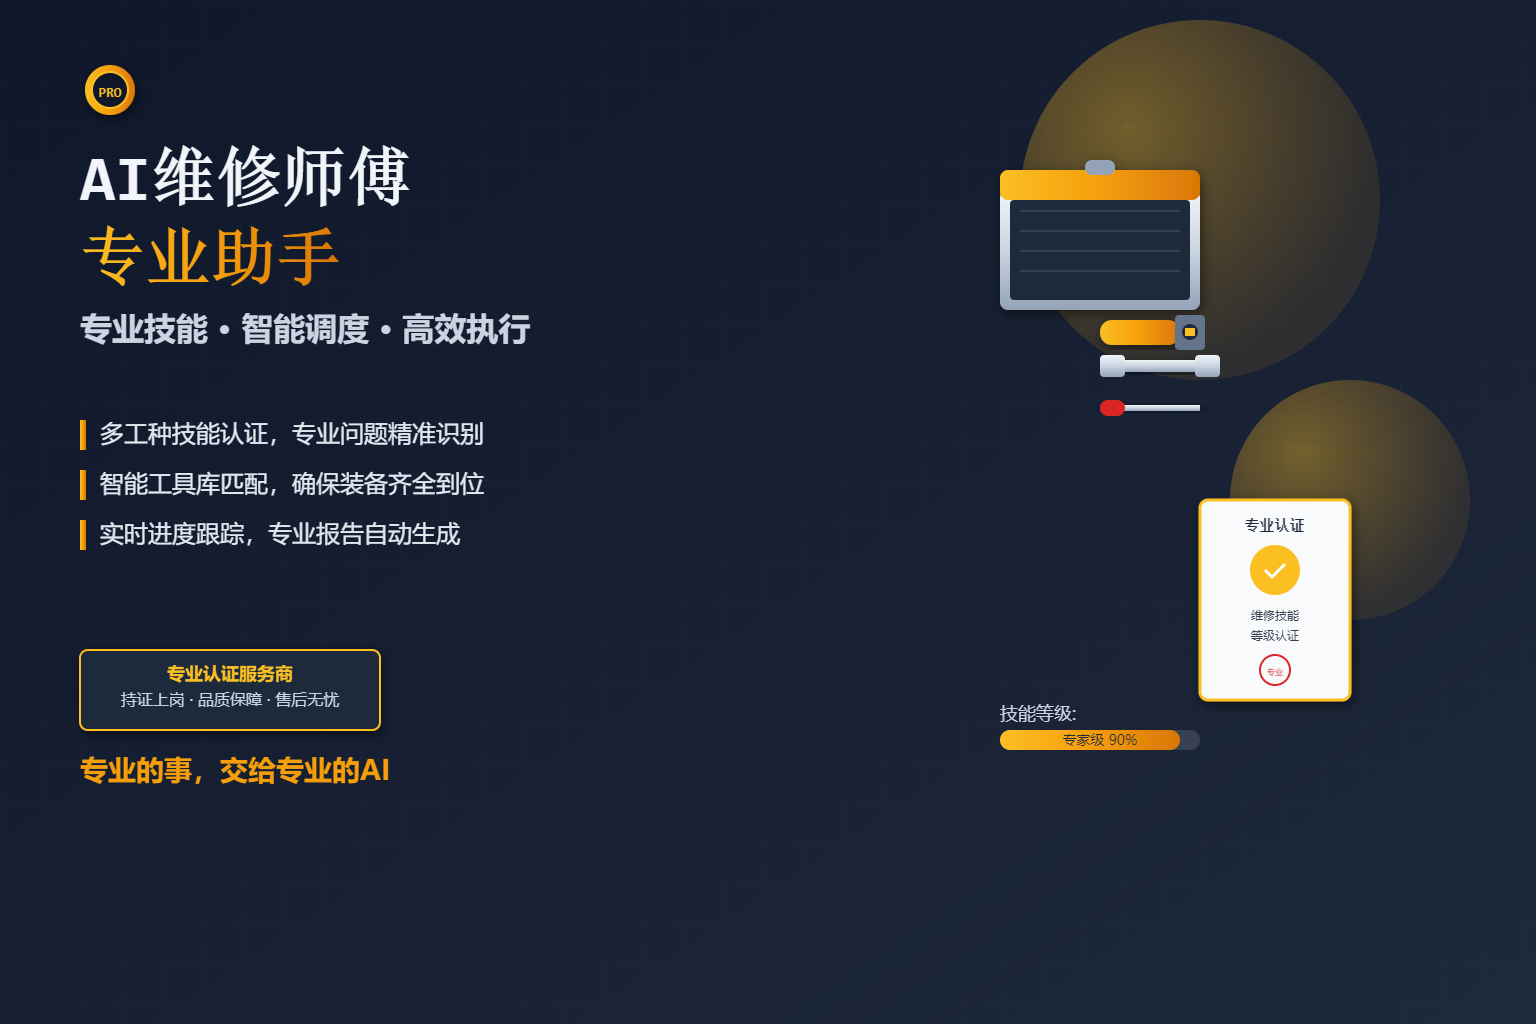 PRO
AI维修师傅
专业助手
专业技能 • 智能调度 • 高效执行
多工种技能认证，专业问题精准识别
智能工具库匹配，确保装备齐全到位
实时进度跟踪，专业报告自动生成
专业认证服务商
持证上岗 · 品质保障 · 售后无忧
专业的事，交给专业的AI
专业认证
维修技能
等级认证
专业
技能等级:
专家级 90%